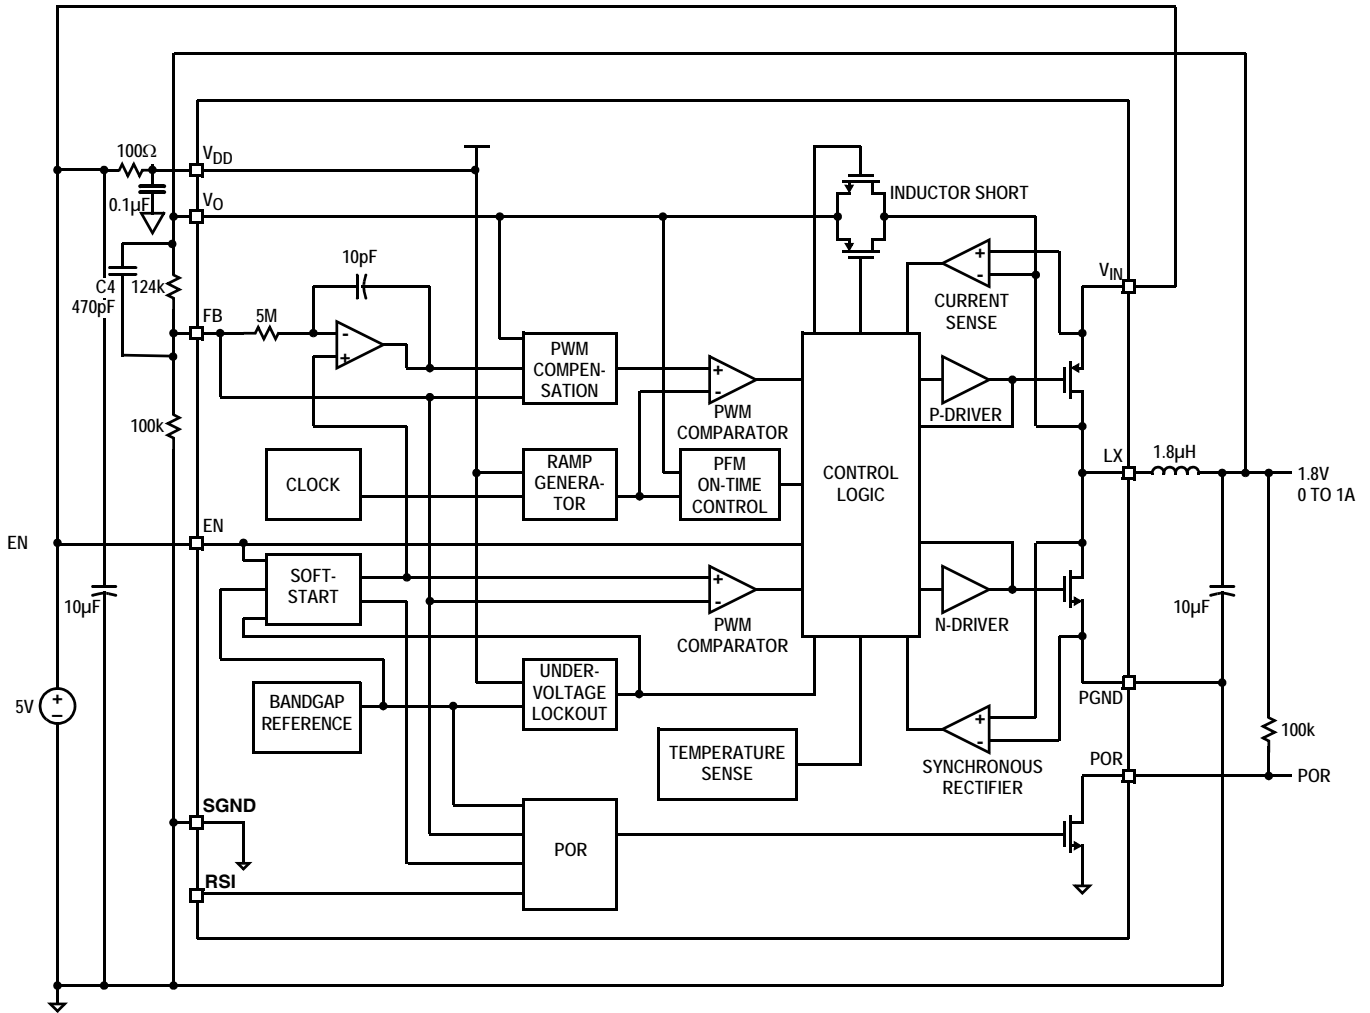 100Ω
VDD
0.1µF
VO
INDUCTOR SHORT
10pF
C4
470pF
124k
FB
5M
-
+
PWM
COMPEN-
SATION
+
-
PWM
COMPARATOR
+
-
CURRENT
SENSE
VIN
P-DRIVER
100k
CLOCK
RAMP
GENERA-
TOR
PFM
ON-TIME
CONTROL
CONTROL
LOGIC
LX
1.8µH
1.8V
0 TO 1A
EN
EN
SOFT-
START
+
-
PWM
COMPARATOR
N-DRIVER
10µF
10µF
5V
+
–
BANDGAP
REFERENCE
UNDER-
VOLTAGE
LOCKOUT
TEMPERATURE
SENSE
+
-
SYNCHRONOUS
RECTIFIER
PGND
100k
POR
POR
SGND
POR
RSI